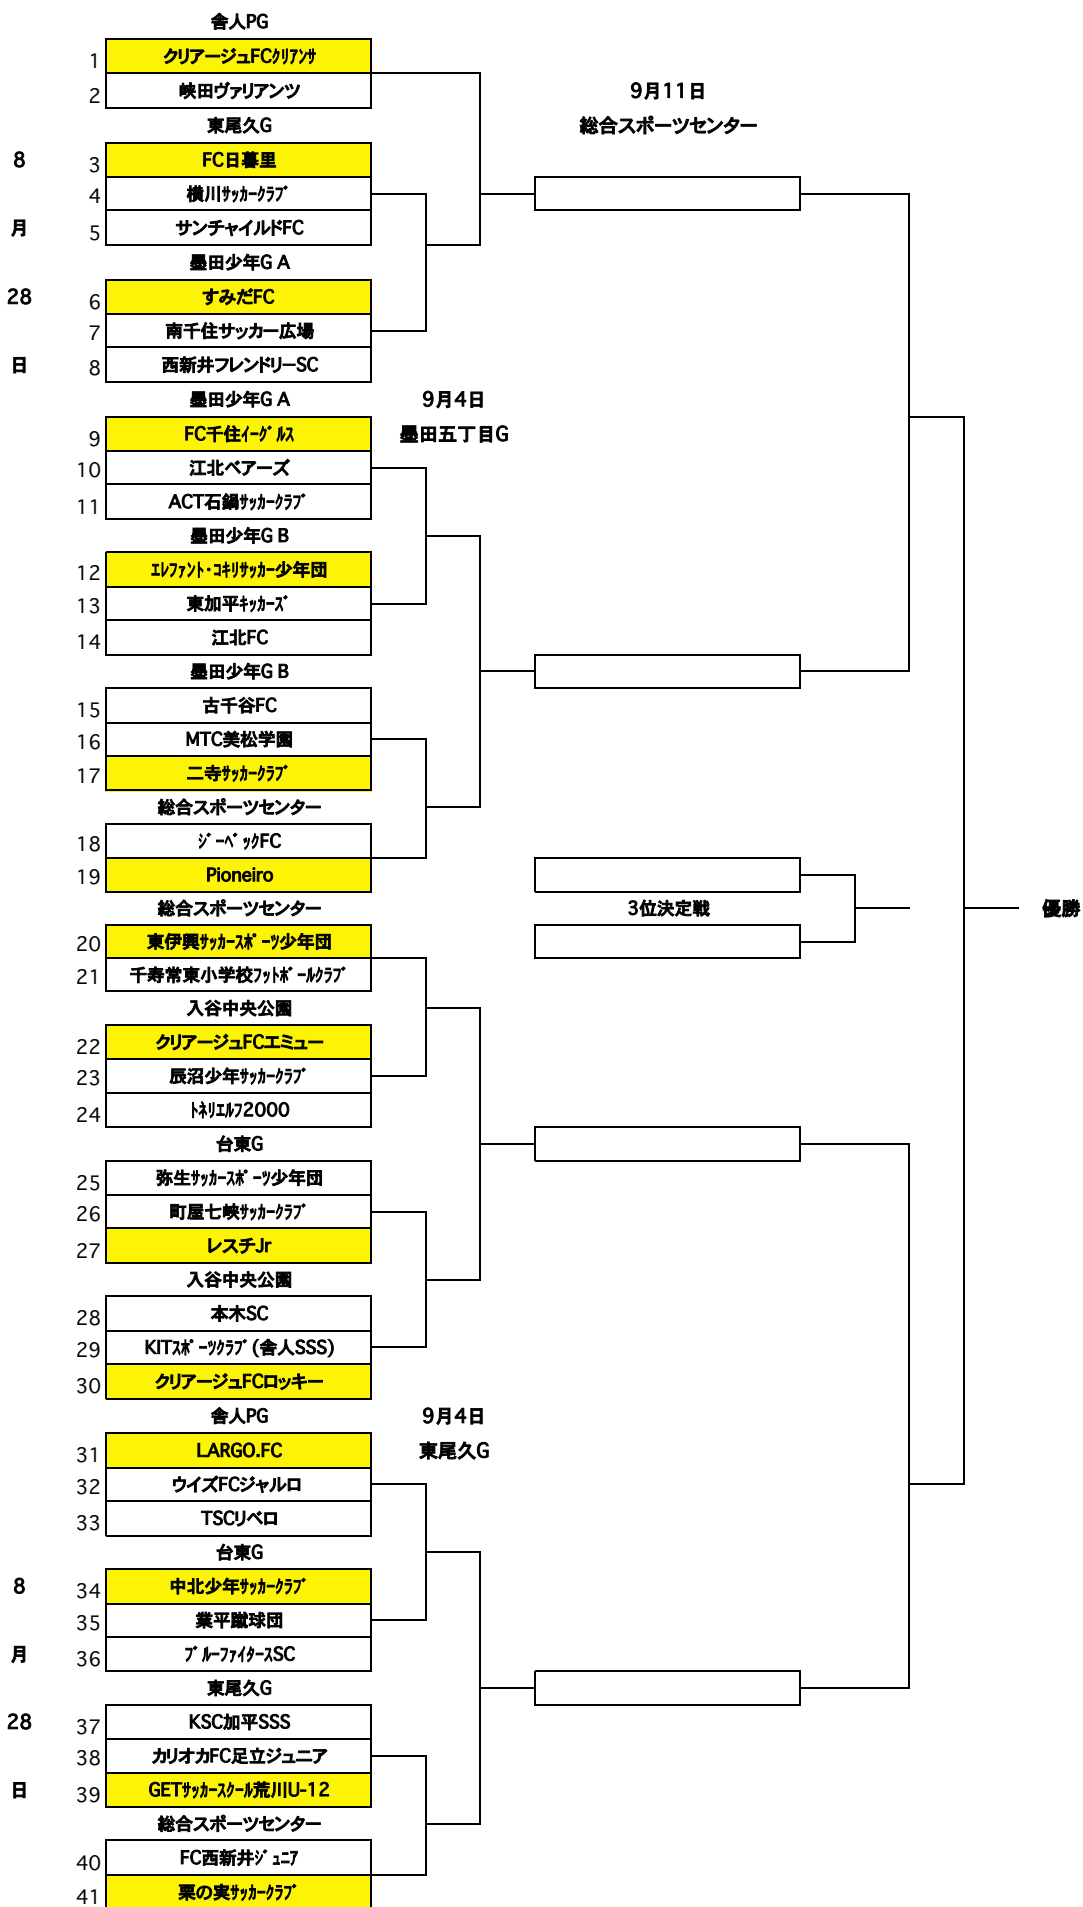 舎人PG
1 クリアージュFCｸﾘｱﾝｻ
2 峡田ヴァリアンツ
9月11日
総合スポーツセンター
東尾久G
8
3 FC日暮里
4 横川ｻｯｶｰｸﾗﾌﾞ
月
5 サンチャイルドFC
墨田少年G A
28
6 すみだFC
7 南千住サッカー広場
日
8 西新井フレンドリーSC
墨田少年G A
9月4日
墨田五丁目G
9 FC千住ｲｰｸﾞﾙｽ
10 江北ベアーズ
11 ACT石鍋ｻｯｶｰｸﾗﾌﾞ
墨田少年G B
12 ｴﾚﾌｧﾝﾄ･ｺｷﾘｻｯｶｰ少年団
13 東加平ｷｯｶｰｽﾞ
14 江北FC
墨田少年G B
15 古千谷FC
16 MTC美松学園
17 二寺ｻｯｶｰｸﾗﾌﾞ
総合スポーツセンター
18 ｼﾞｰﾍﾞｯｸFC
19 Pioneiro
3位決定戦
優勝
総合スポーツセンター
20 東伊興ｻｯｶｰｽﾎﾟｰﾂ少年団
21 千寿常東小学校ﾌｯﾄﾎﾞｰﾙｸﾗﾌﾞ
入谷中央公園
22 クリアージュFCエミュー
23 辰沼少年ｻｯｶｰｸﾗﾌﾞ
24 ﾄﾈﾘｴﾙﾌ2000
台東G
25 弥生ｻｯｶｰｽﾎﾟｰﾂ少年団
26 町屋七峡ｻｯｶｰｸﾗﾌﾞ
27 レスチJr
入谷中央公園
28 本木SC
29 KITｽﾎﾟｰﾂｸﾗﾌﾞ(舎人SSS)
30 クリアージュFCロッキー
舎人PG
9月4日
東尾久G
31 LARGO.FC
32 ウイズFCジャルロ
33 TSCリベロ
台東G
8
34 中北少年ｻｯｶｰｸﾗﾌﾞ
35 業平蹴球団
月
36 ﾌﾞﾙｰﾌｧｲﾀｰｽSC
東尾久G
28
37 KSC加平SSS
38 カリオカFC足立ジュニア
日
39 GETｻｯｶｰｽｸｰﾙ荒川U-12
総合スポーツセンター
40 FC西新井ｼﾞｭﾆｱ
41 栗の実ｻｯｶｰｸﾗﾌﾞ